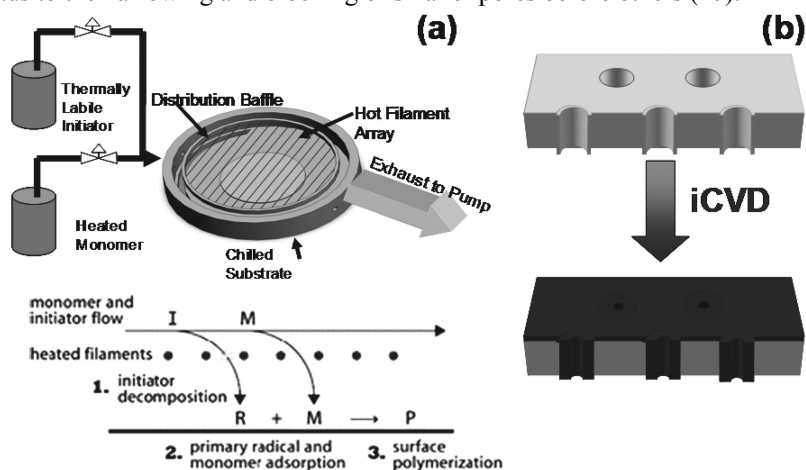 (a)
(b)
Thermally
Labile
Initiator
Distribution Baffle
Hot Filament
Array
Exhaust to Pump
Heated
Monomer
Chilled
Substrate
iCVD
monomer and
initiator flow
I M
heated filaments
1. initiator
decomposition
R + M → P
2. primary radical and
monomer adsorption
3. surface
polymerization